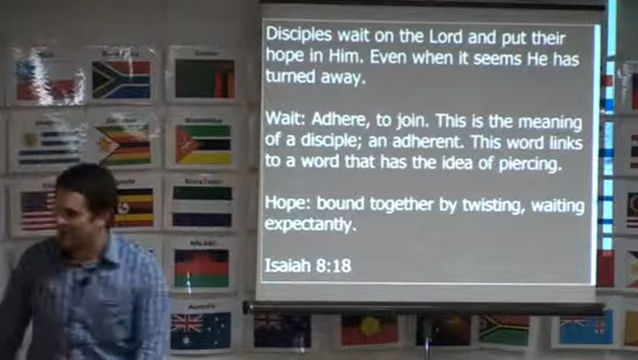 Disciples wait on the Lord and put their
hope in Him. Even when it seems He has
turned away.
Wait: Adhere, to join. This is the meaning
of a disciple; an adherent. This word links
to a word that has the idea of piercing.
Hope: bound together by twisting, waiting
expectantly.
Isaiah 8:18
MALAWI
Australia